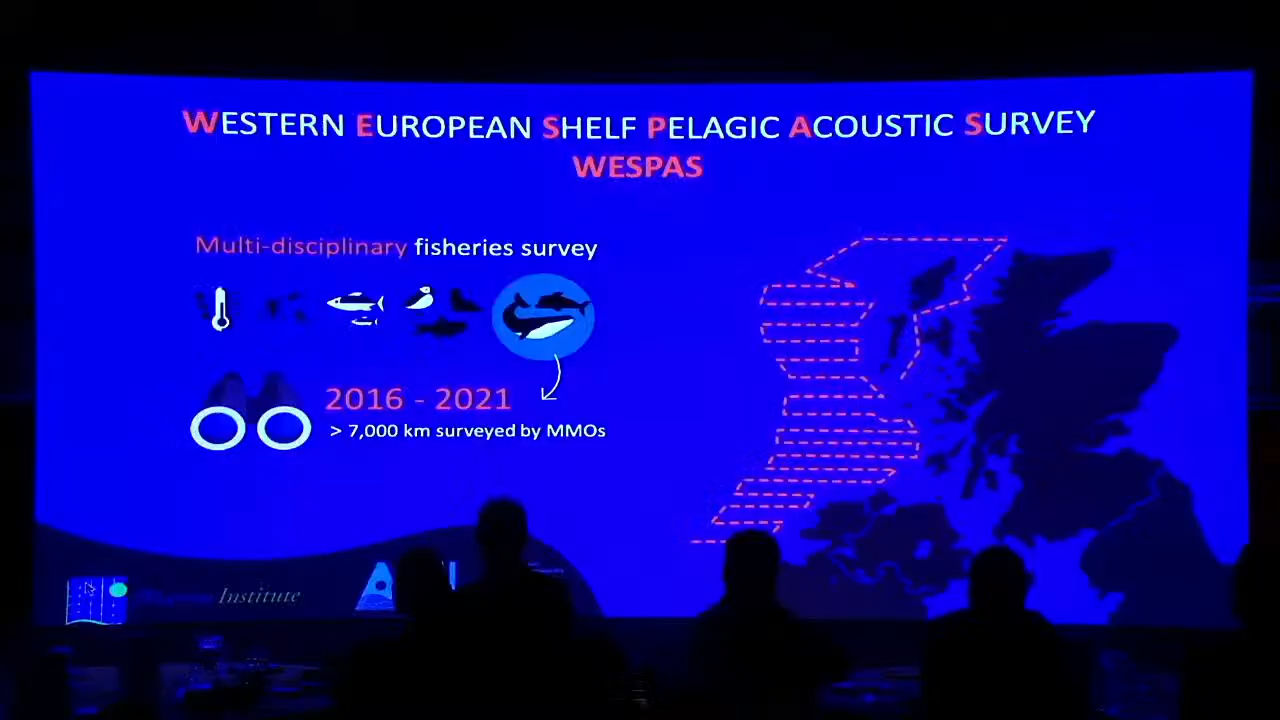 WESTERN EUROPEAN SHELF PELAGIC ACOUSTIC SURVEY
WESPAS
Multi-disciplinary fisheries survey
2016 - 2021
> 7,000 km surveyed by MMOs
Institute